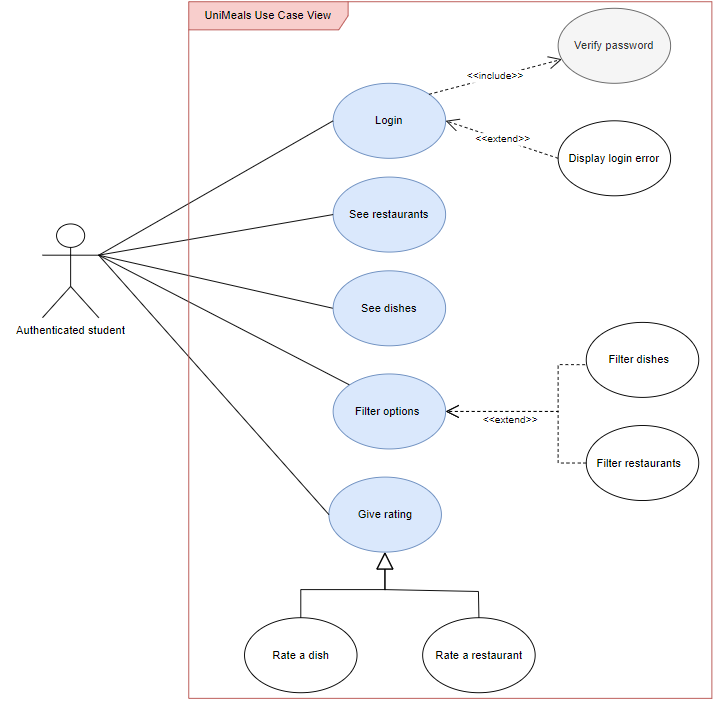 UniMeals Use Case View
Verify password
<<include>>
Login
<<extend>>
Display login error
See restaurants
Authenticated student
See dishes
Filter dishes
Filter options
<<extend>>
Filter restaurants
Give rating
Rate a dish
Rate a restaurant